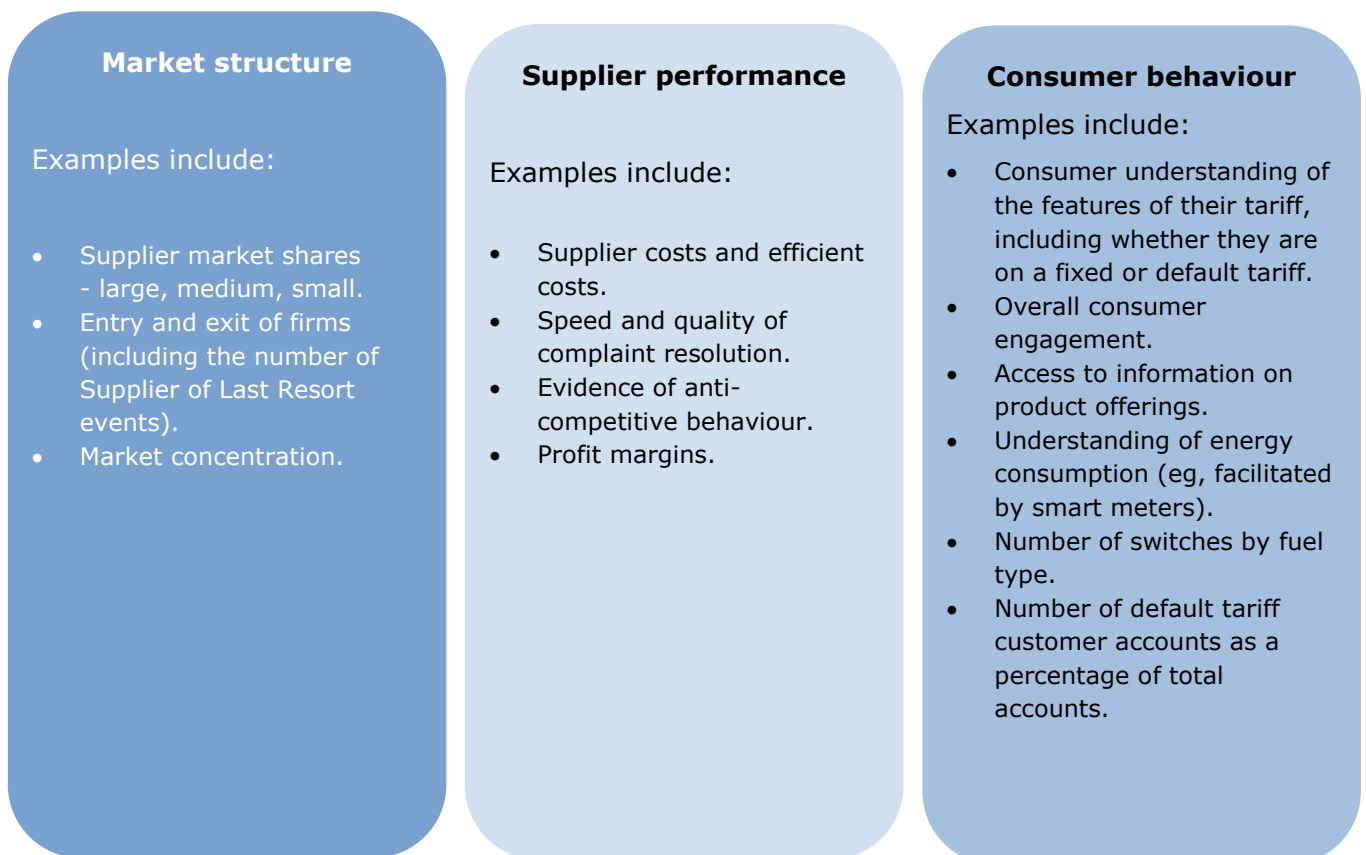 Market structure
Examples include:
• Supplier market shares
- large, medium, small.
• Entry and exit of firms
(including the number of
Supplier of Last Resort
events).
• Market concentration.
Supplier performance
Examples include:
• Supplier costs and efficient
costs.
• Speed and quality of
complaint resolution.
• Evidence of anti-
competitive behaviour.
• Profit margins.
Consumer behaviour
Examples include:
• Consumer understanding of
the features of their tariff,
including whether they are
on a fixed or default tariff.
• Overall consumer
engagement.
• Access to information on
product offerings.
• Understanding of energy
consumption (eg, facilitated
by smart meters).
• Number of switches by fuel
type.
• Number of default tariff
customer accounts as a
percentage of total
accounts.